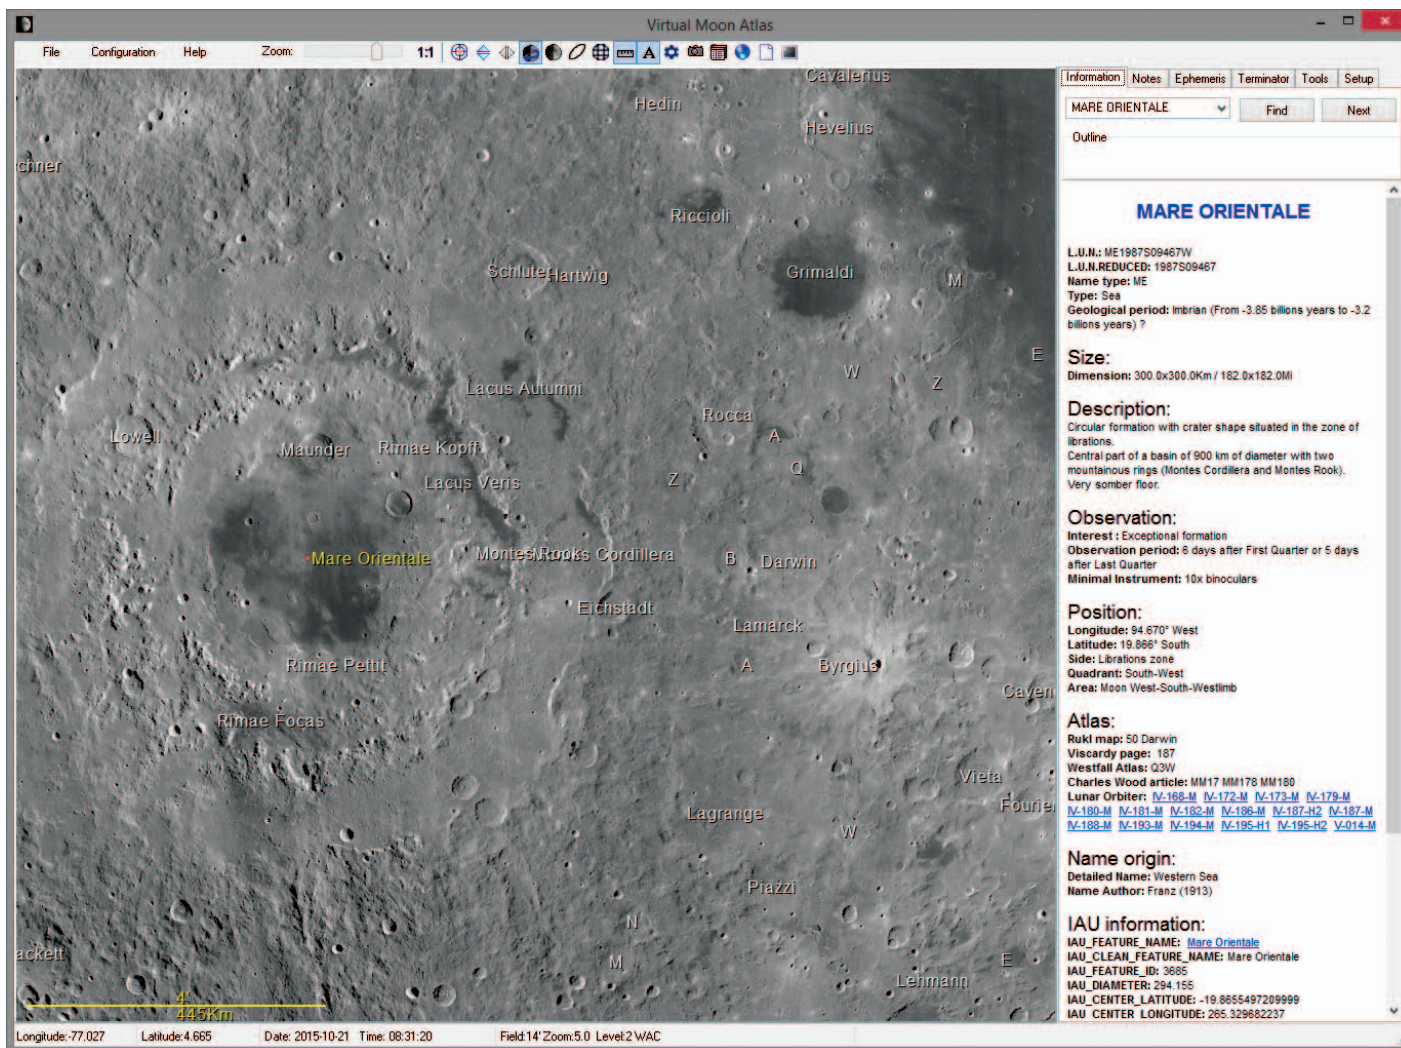 Virtual Moon Atlas
File Configuration Help Zoom: 1:1 A
Cavalerius
Hedin
Hevelius
chner
Riccioli
Schluter Hartwig
Grimaldi
M
E
W
Z
Lacus Autumni
Rocca
Lowell
A
Maunder
Rimae Kopff
Q
Lacus Veris
Z
Mare Orientale
Montes Rook
Montes Cordillera
B
Darwin
Eichstadt
Lamarck
Rimae Pettit
A
Byrgius
Caven
Rimae Focas
Vieta
Fourier
Lagrange
W
Piazzi
N
M
E
ackett
Lehmann
4'
445Km
Information Notes Ephemeris Terminator Tools Setup
MARE ORIENTALE Find Next
Outline
MARE ORIENTALE
L.U.N.: ME1987S09467W
L.U.N.REDUCED: 1987S09467
Name type: ME
Type: Sea
Geological period: Imbrian (From -3.85 billions years to -3.2
billions years) ?
Size:
Dimension: 300.0x300.0Km / 182.0x182.0Mi
Description:
Circular formation with crater shape situated in the zone of
librations.
Central part of a basin of 900 km of diameter with two
mountainous rings (Montes Cordillera and Montes Rook).
Very somber floor.
Observation:
Interest : Exceptional formation
Observation period: 6 days after First Quarter or 5 days
after Last Quarter
Minimal Instrument: 10x binoculars
Position:
Longitude: 94.670° West
Latitude: 19.866° South
Side: Librations zone
Quadrant: South-West
Area: Moon West-South-Westlimb
Atlas:
Rukl map: 50 Darwin
Viscardy page: 187
Westfall Atlas: Q3W
Charles Wood article: MM17 MM178 MM180
Lunar Orbiter: IV-168-M IV-172-M IV-173-M IV-179-M
IV-180-M IV-181-M IV-182-M IV-186-M IV-187-H2 IV-187-M
IV-188-M IV-193-M IV-194-M IV-195-H1 IV-195-H2 V-014-M
Name origin:
Detailed Name: Western Sea
Name Author: Franz (1913)
IAU information:
IAU_FEATURE_NAME: Mare Orientale
IAU_CLEAN_FEATURE_NAME: Mare Orientale
IAU_FEATURE_ID: 3685
IAU_DIAMETER: 294.155
IAU_CENTER_LATITUDE: -19.8655497209999
IAU_CENTER_LONGITUDE: 265.329682237
Longitude:-77.027 Latitude:4.665 Date: 2015-10-21 Time: 08:31:20 Field:14' Zoom:5.0 Level:2 WAC